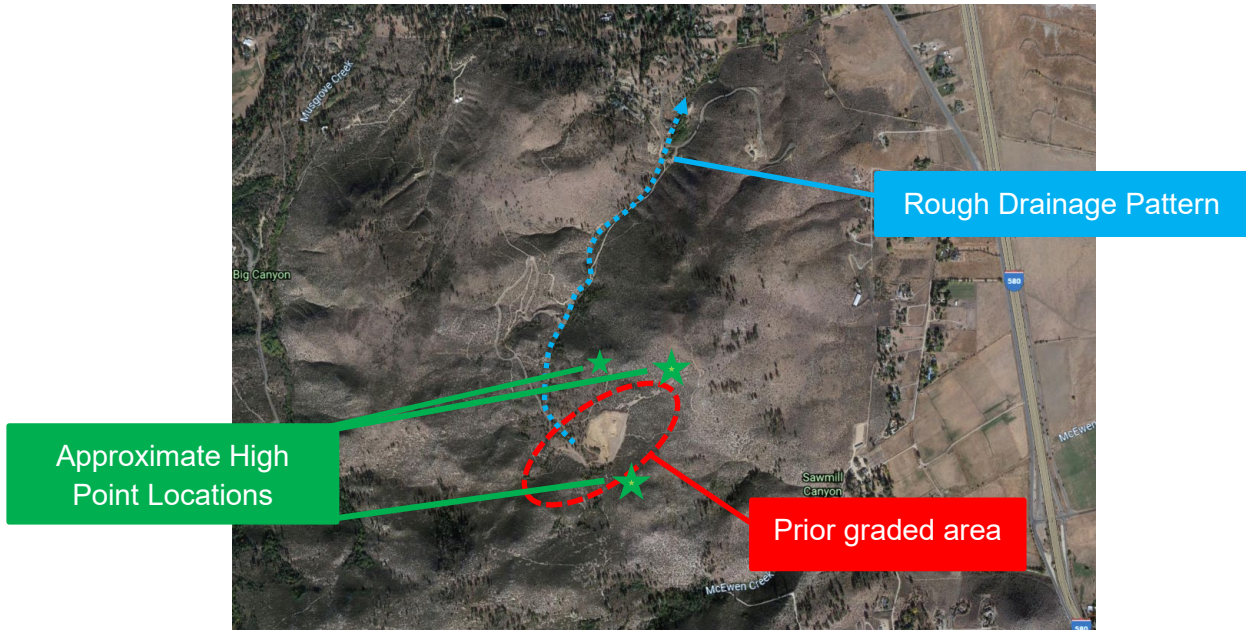 Musgrove Creek
Rough Drainage Pattern
Big Canyon
580
Approximate High
Point Locations
McEwen
Sawmill
Canyon
Prior graded area
McEwen Creek
580